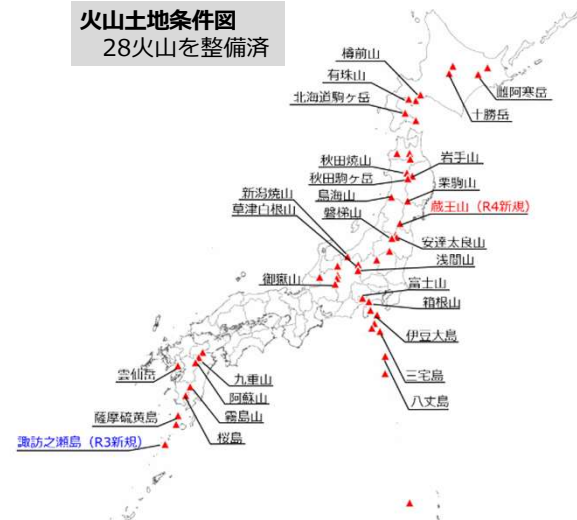 火山土地条件図
28火山を整備済
樽前山
有珠山
北海道駒ヶ岳
雌阿寒岳
十勝岳
秋田焼山
岩手山
秋田駒ヶ岳
栗駒山
鳥海山
新潟焼山
草津白根山
磐梯山
蔵王山（R4新規）
安達太良山
浅間山
御嶽山
富士山
箱根山
伊豆大島
三宅島
八丈島
雲仙岳
九重山
阿蘇山
霧島山
薩摩硫黄島
桜島
諏訪之瀬島（R3新規）